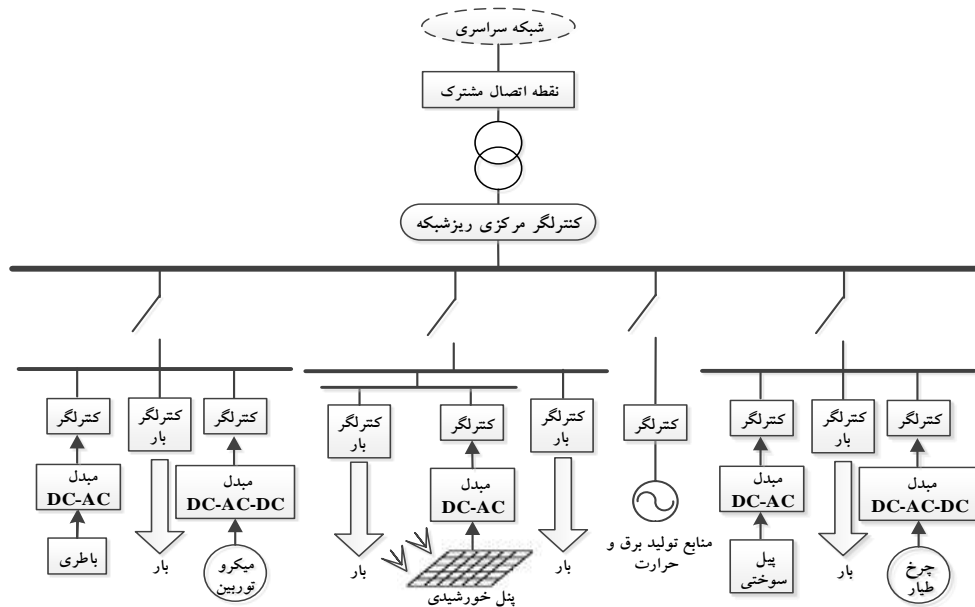 شبکه سراسری
نقطه اتصال مشترک
کنترلگر مرکزی ریزشبکه
کنترلگر
کنترلگر
بار
کنترلگر
کنترلگر
بار
کنترلگر
کنترلگر
بار
کنترلگر
کنترلگر
کنترلگر
بار
کنترلگر
مبدل
DC-AC
مبدل
DC-AC-DC
مبدل
DC-AC
مبدل
DC-AC
مبدل
DC-AC-DC
باطری
بار
میکرو
توربین
بار
پنل خورشیدی
بار
منابع تولید برق و
حرارت
پیل
سوختی
بار
چرخ
طیار